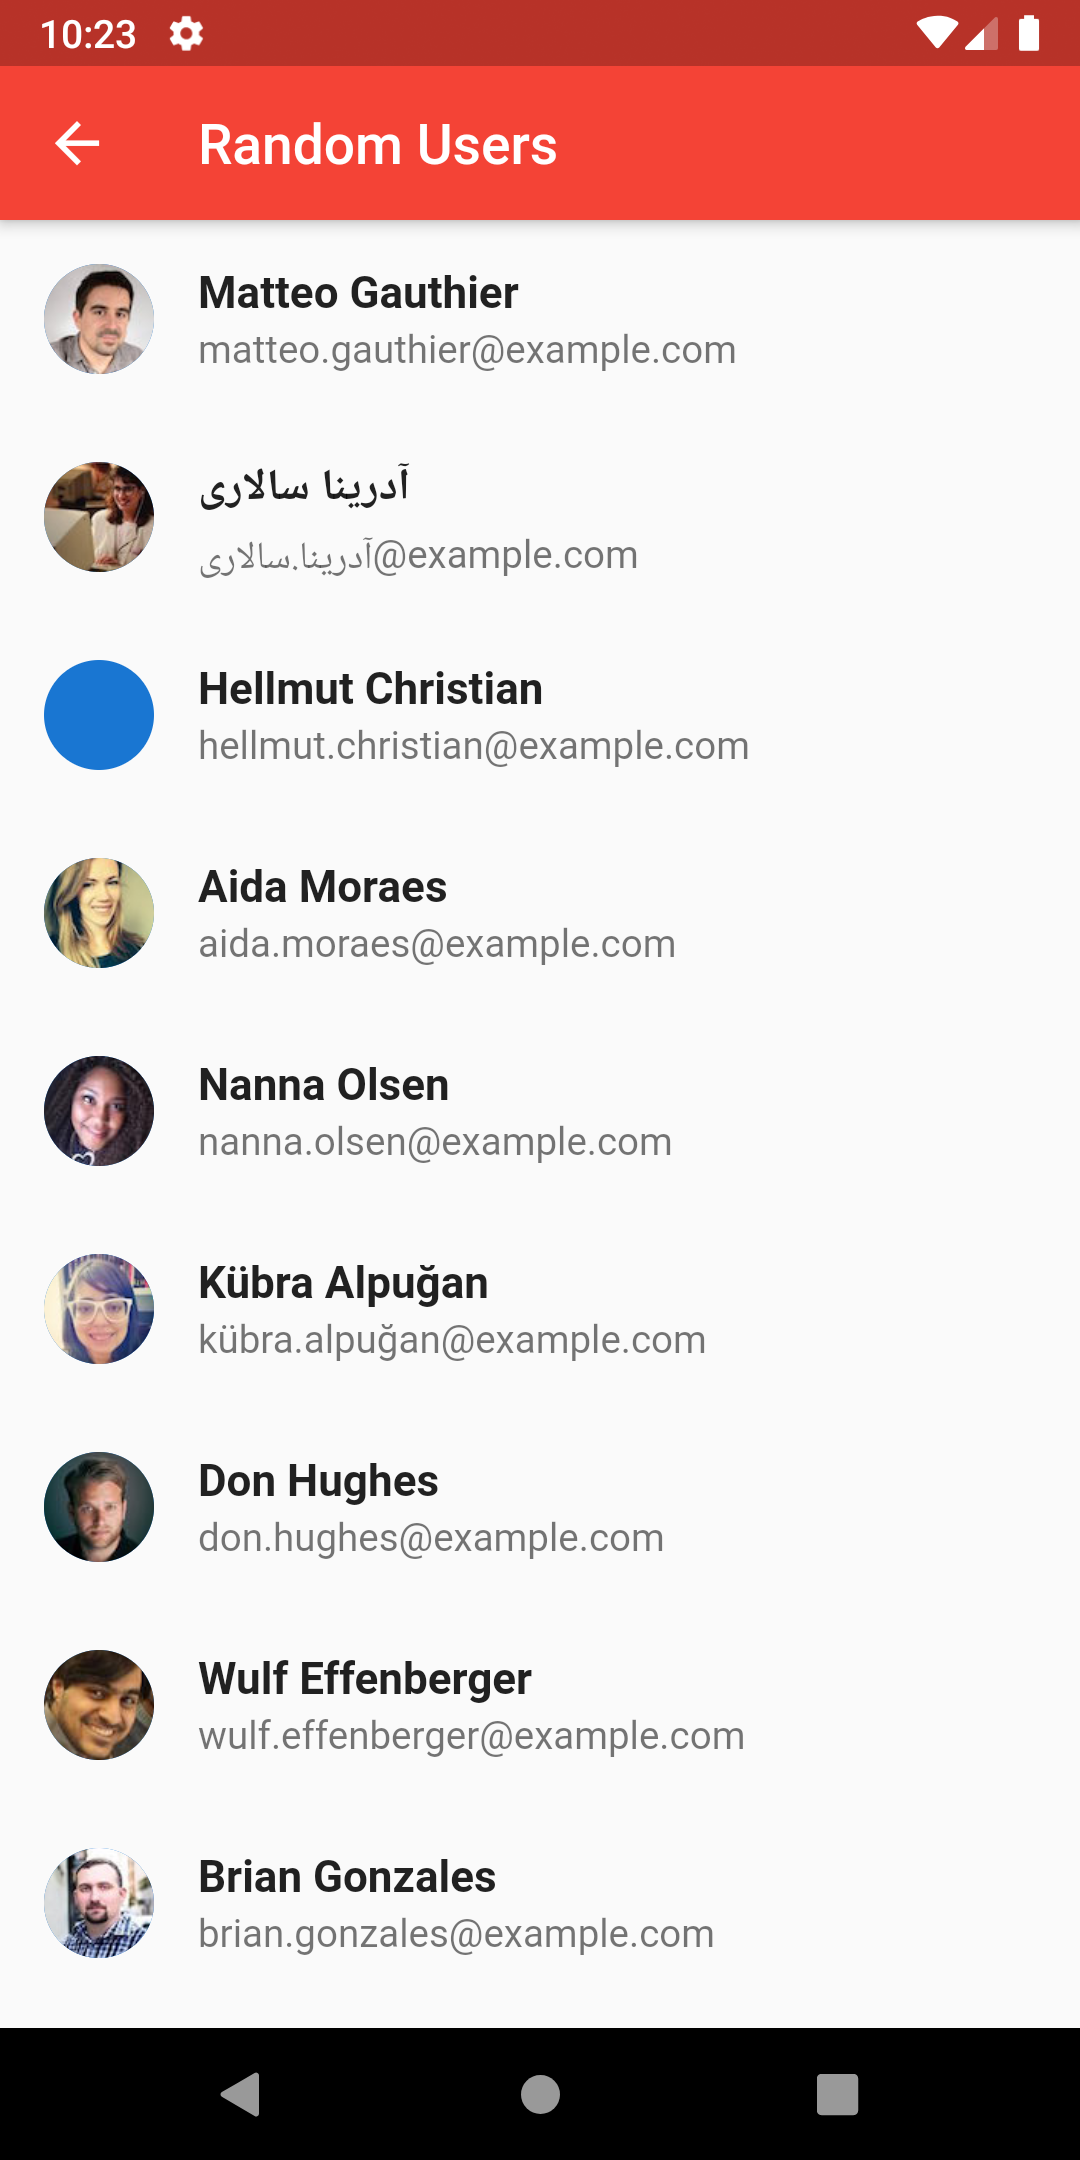 10:23
Random Users
Matteo Gauthier
matteo.gauthier@example.com
آدرینا سالاری
آدرینا.سالاری@example.com
Hellmut Christian
hellmut.christian@example.com
Aida Moraes
aida.moraes@example.com
Nanna Olsen
nanna.olsen@example.com
Kübra Alpuğan
kübra.alpuğan@example.com
Don Hughes
don.hughes@example.com
Wulf Effenberger
wulf.effenberger@example.com
Brian Gonzales
brian.gonzales@example.com